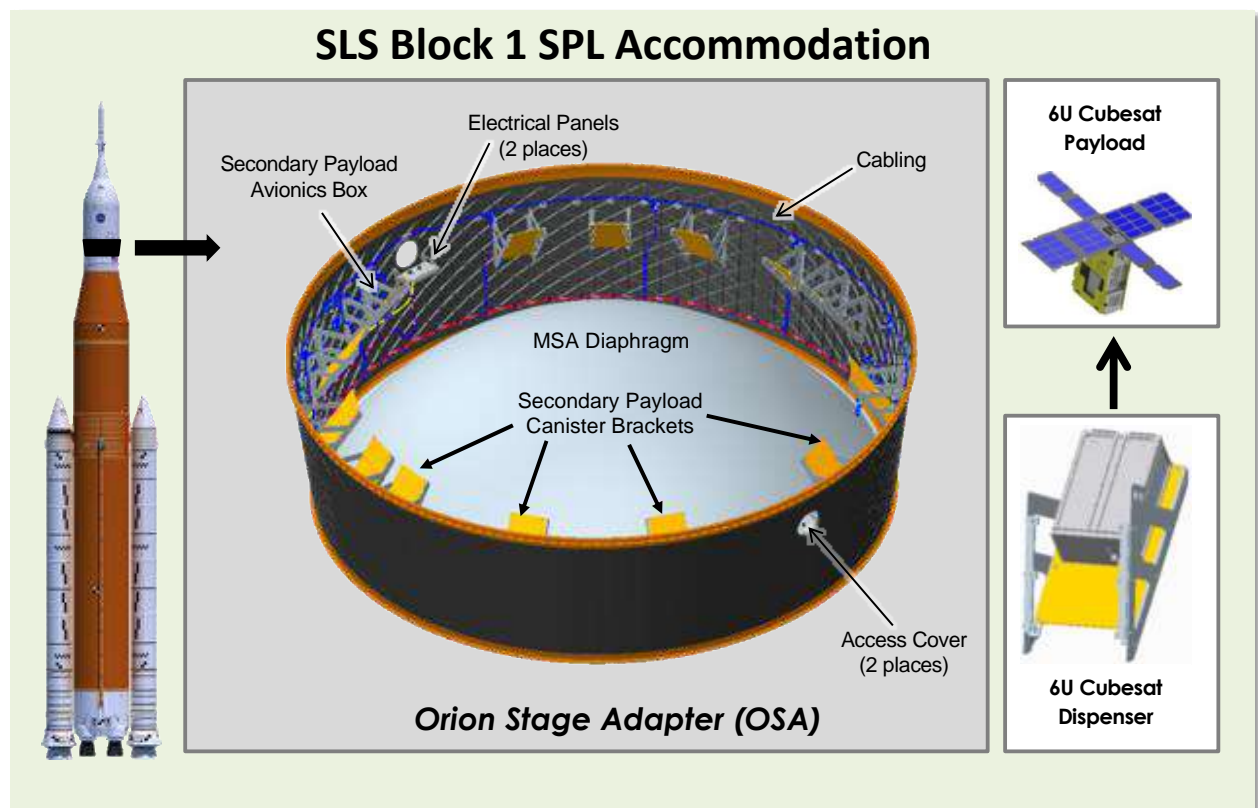 SLS Block 1 SPL Accommodation
Electrical Panels
(2 places)
Secondary Payload
Avionics Box
Cabling
MSA Diaphragm
Secondary Payload
Canister Brackets
Access Cover
(2 places)
Orion Stage Adapter (OSA)
6U Cubesat
Payload
6U Cubesat
Dispenser